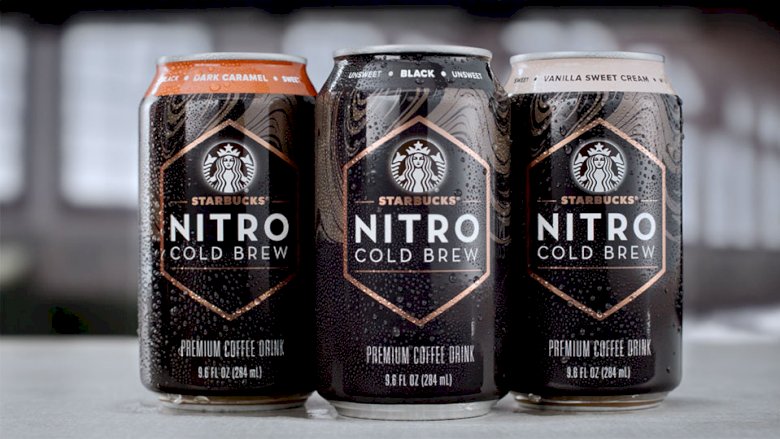 BLACK • DARK CARAMEL • SWEET
STARBUCKS®
NITRO
COLD BREW
PREMIUM COFFEE DRINK
9.6 FL OZ (284 mL)
UNSWEET • BLACK • UNSWEET
STARBUCKS®
NITRO
COLD BREW
PREMIUM COFFEE DRINK
9.6 FL OZ (284 mL)
SWEET • VANILLA SWEET CREAM •
STARBUCKS®
NITRO
COLD BREW
PREMIUM COFFEE DRINK
9.6 FL OZ (284 mL)